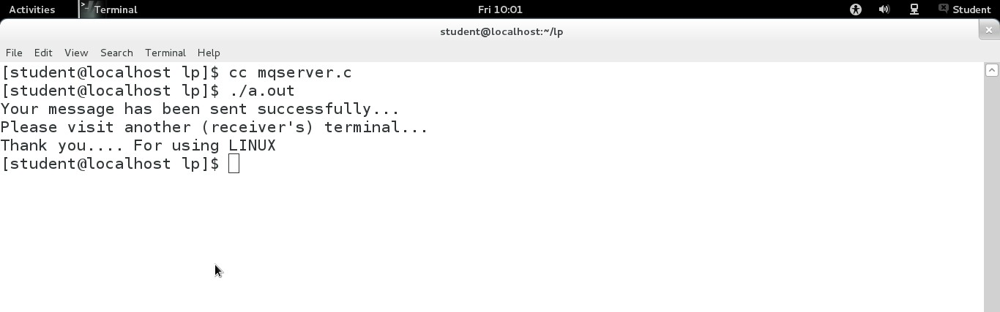 Activities Terminal Fri 10:01 Student
student@localhost:~/lp
File Edit View Search Terminal Help
[student@localhost lp]$ cc mqserver.c
[student@localhost lp]$ ./a.out
Your message has been sent successfully...
Please visit another (receiver's) terminal...
Thank you.... For using LINUX
[student@localhost lp]$